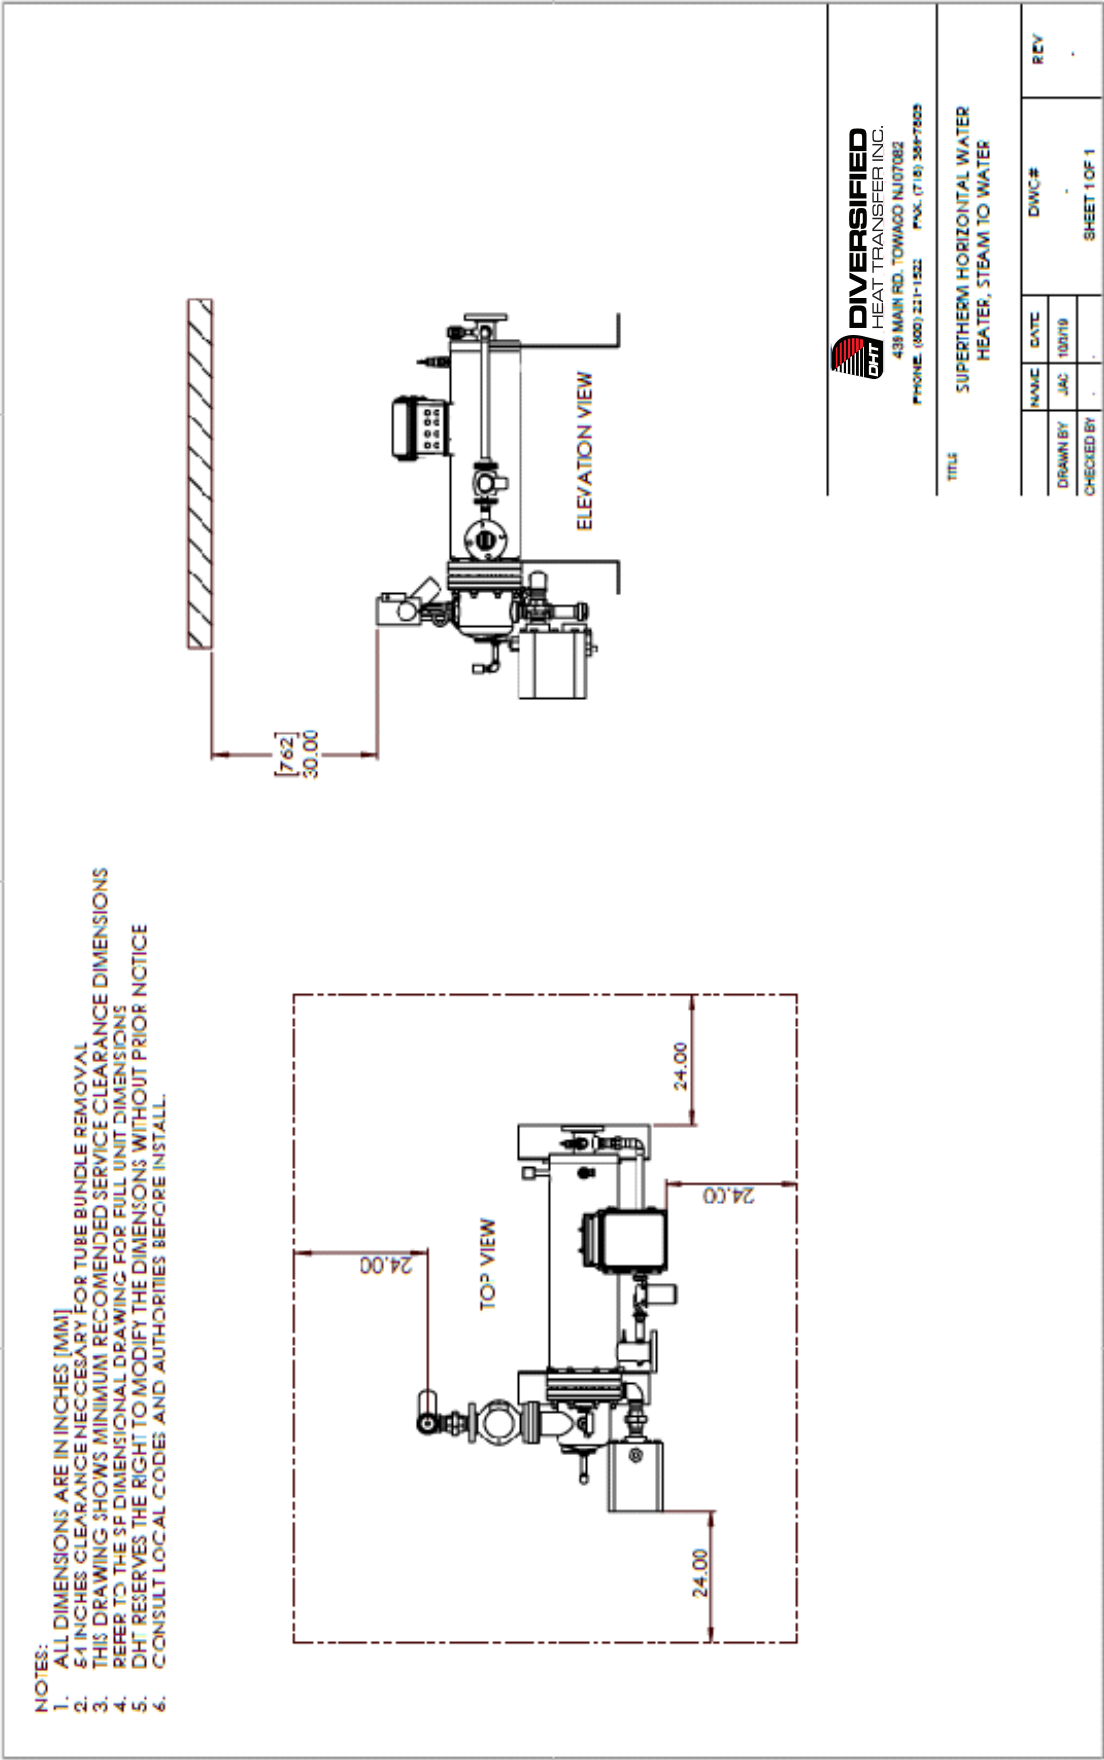 NOTES:
1. ALL DIMENSIONS ARE IN INCHES [MM]
2. 54 INCHES CLEARANCE NECCESARY FOR TUBE BUNDLE REMOVAL
3. THIS DRAWING SHOWS MINIMUM RECOMENDED SERVICE CLEARANCE DIMENSIONS
4. REFER TO THE SP DIMENSIONAL DRAWING FOR FULL UNIT DIMENSIONS
5. DHT RESERVES THE RIGHT TO MODIFY THE DIMENSONS WITHOUT PRIOR NOTICE
6. CONSULT LOCAL CODES AND AUTHORITIES BEFORE INSTALL.
[762]
30.00
24.00
24.00
24.00
24.00
TOP VIEW
ELEVATION VIEW
DHT
DIVERSIFIED
HEAT TRANSFER INC.
439 MAIN RD. TOWACO NJ 07082
PHONE. (800) 221-1522 FAX. (718) 386-7809
TITLE
SUPERTHERM HORIZONTAL WATER
HEATER, STEAM TO WATER
NAME DATE DWG# REV
DRAWN BY JAC 10/1/19 - -
CHECKED BY . . SHEET 1 OF 1